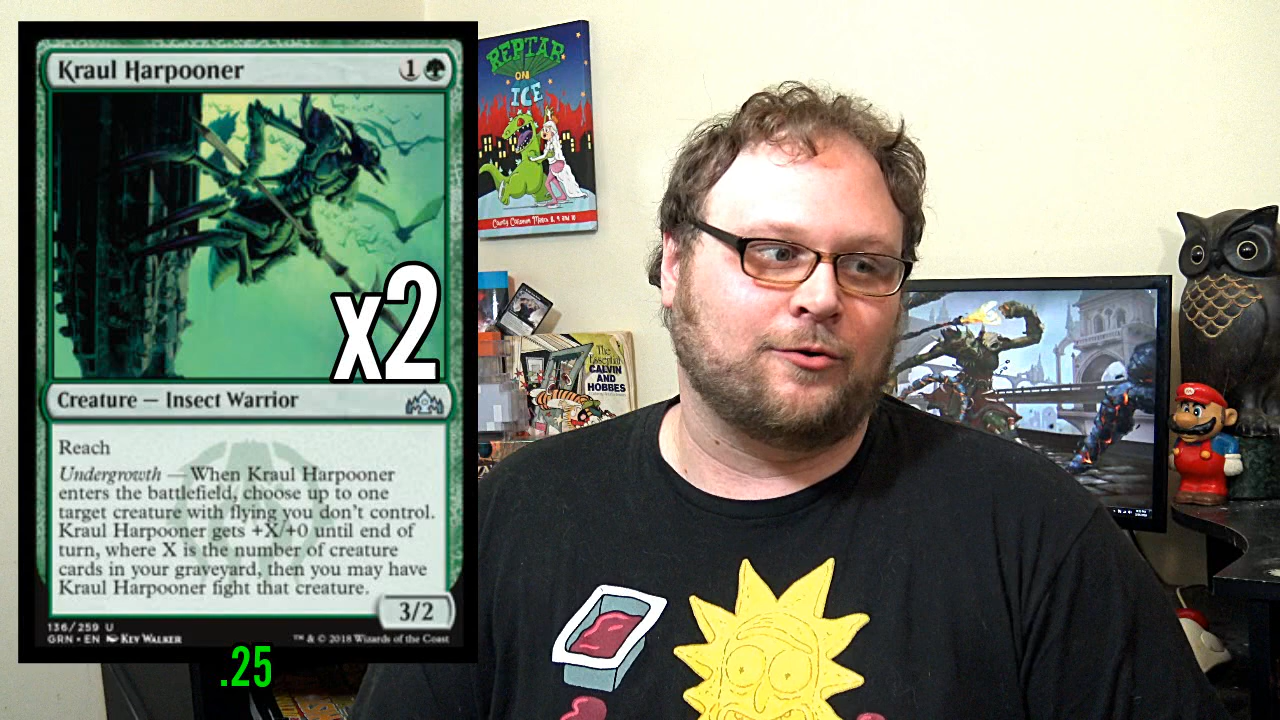 Kraul Harpooner 1
x2
Creature — Insect Warrior
Reach
Undergrowth — When Kraul Harpooner
enters the battlefield, choose up to one
target creature with flying you don't control.
Kraul Harpooner gets +X/+0 until end of
turn, where X is the number of creature
cards in your graveyard, then you may have
Kraul Harpooner fight that creature.
3/2
136/259 U
GRN • EN Kev Walker
™ & © 2018 Wizards of the Coast
.25
REPTAR
ON
ICE
The
Essential
CALVIN
AND
HOBBES